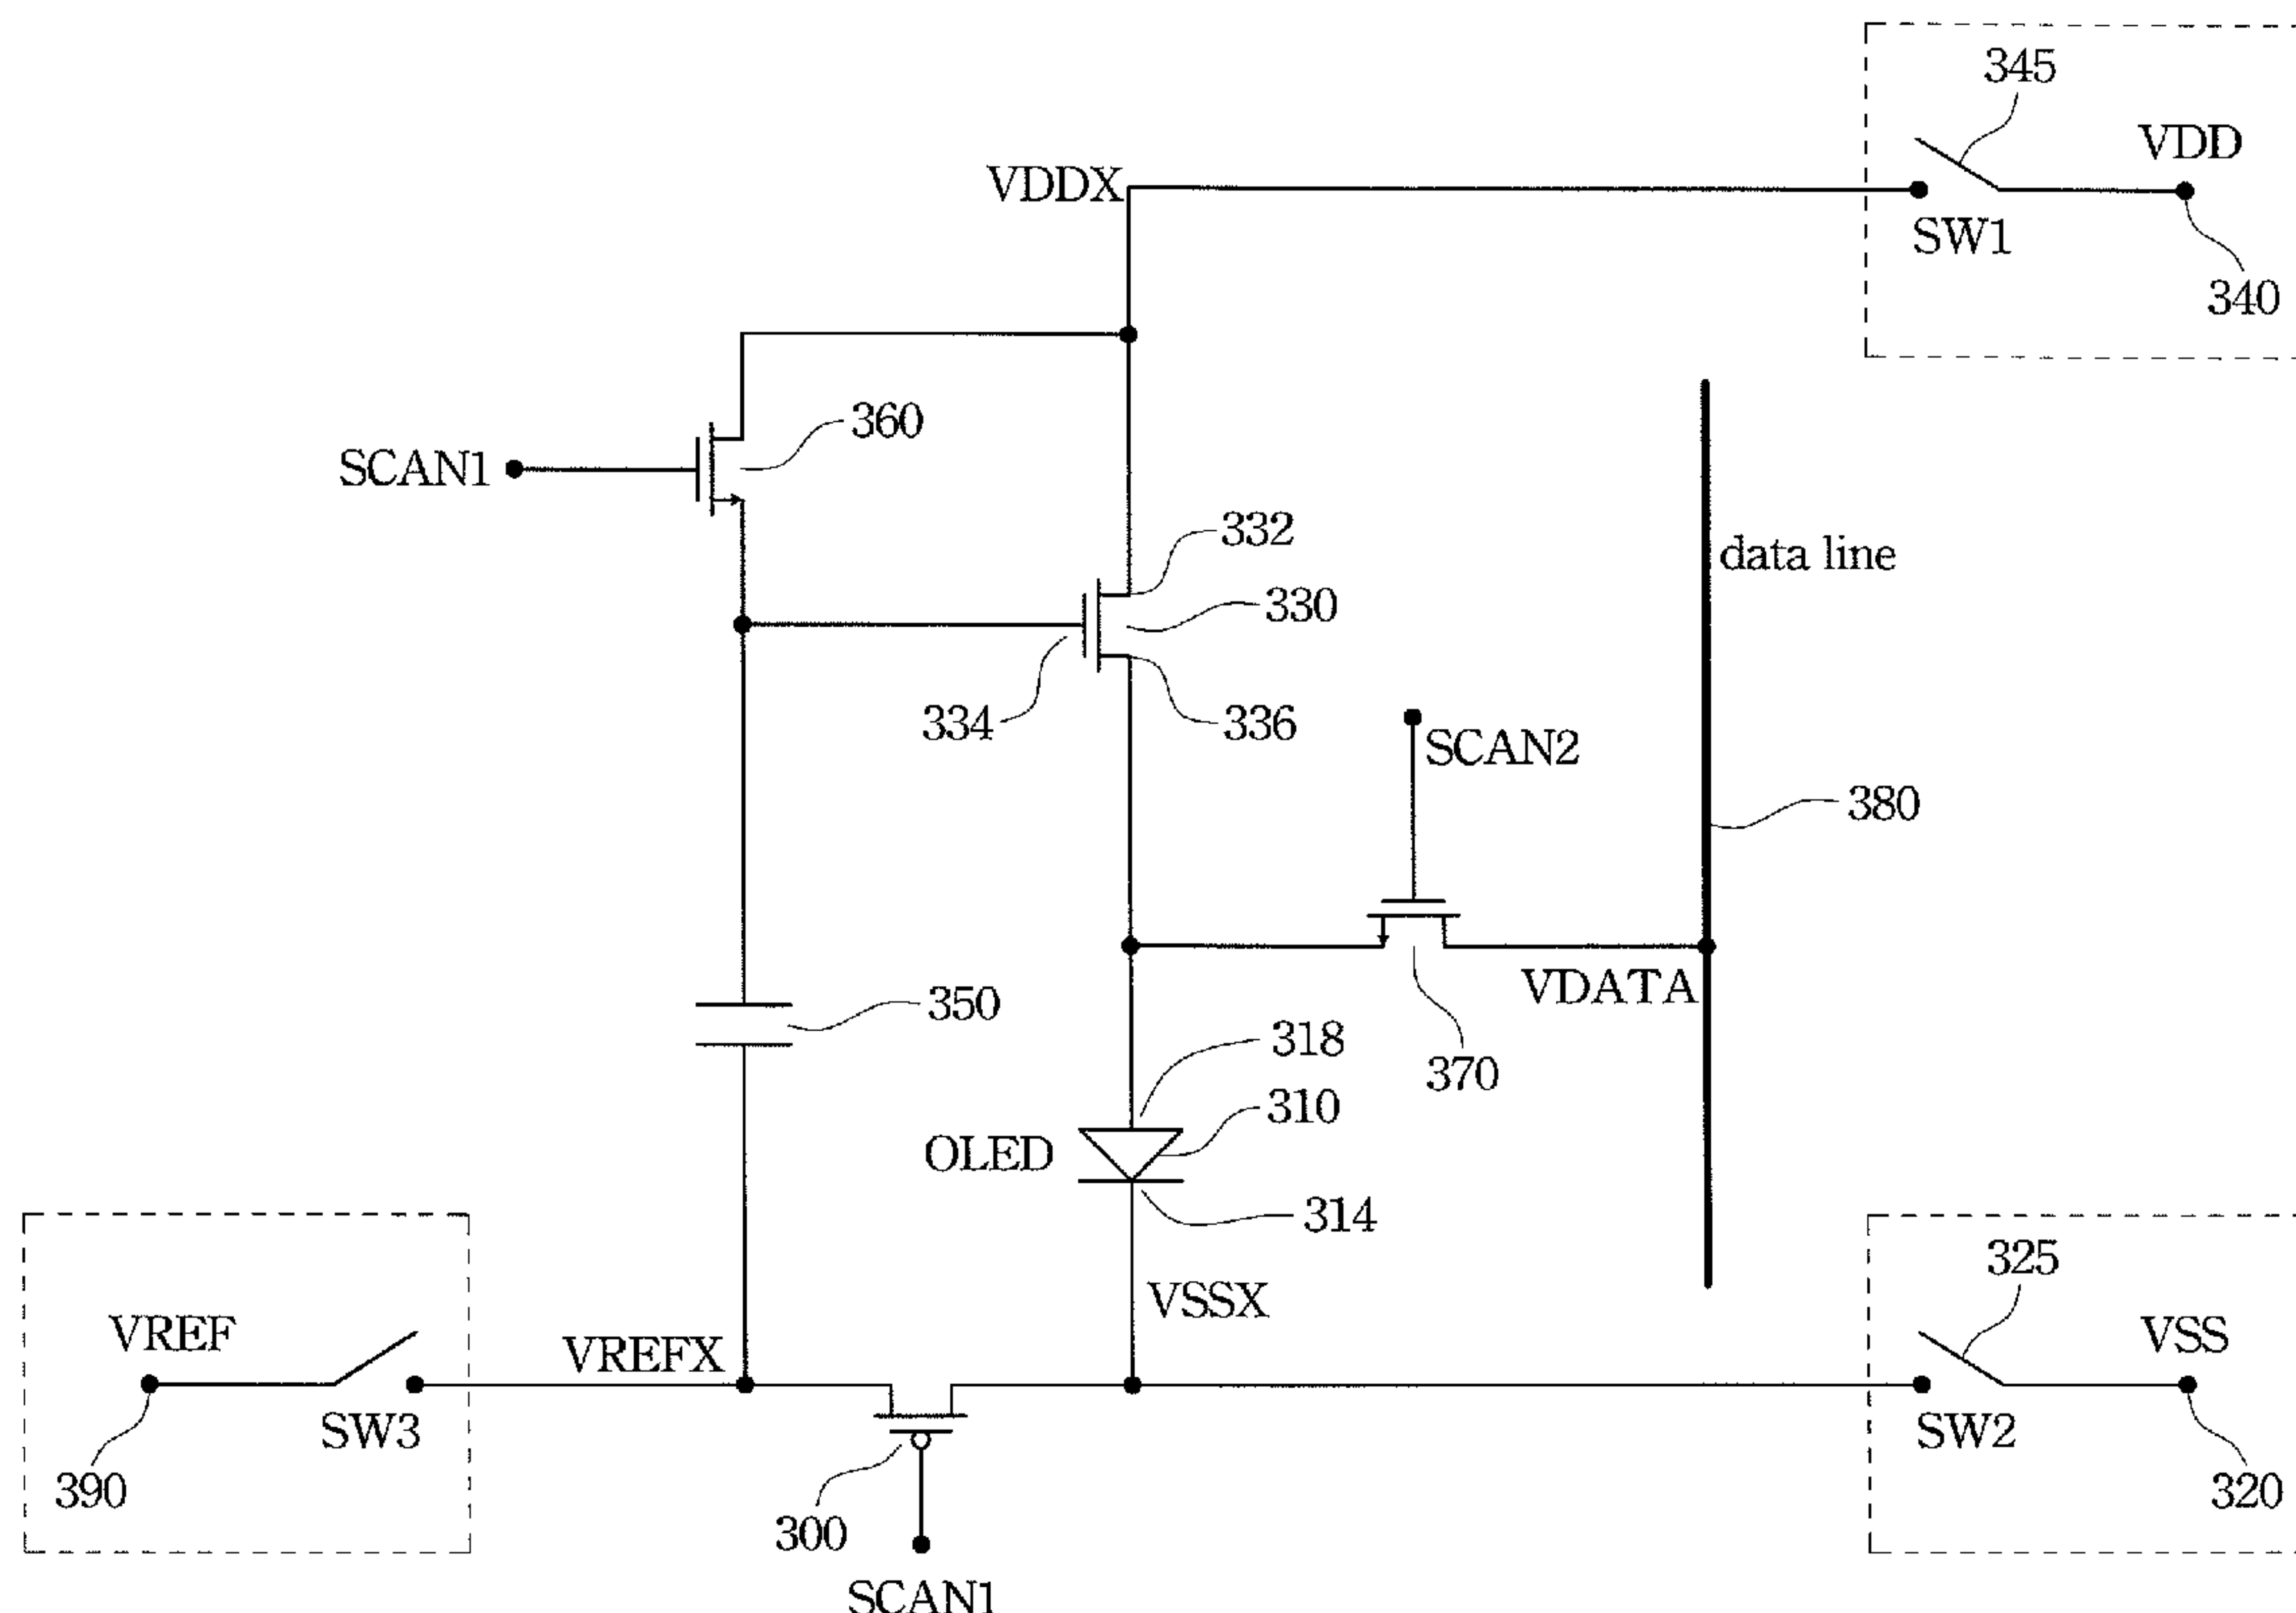 345
VDD
VDDX
SW1
340
360
SCAN1
332
data line
330
334
336
SCAN2
380
350
VDATA
318
370
310
OLED
314
325
VSSX
VREF
VREFX
VSS
SW3
SW2
390
300
320
SCAN1